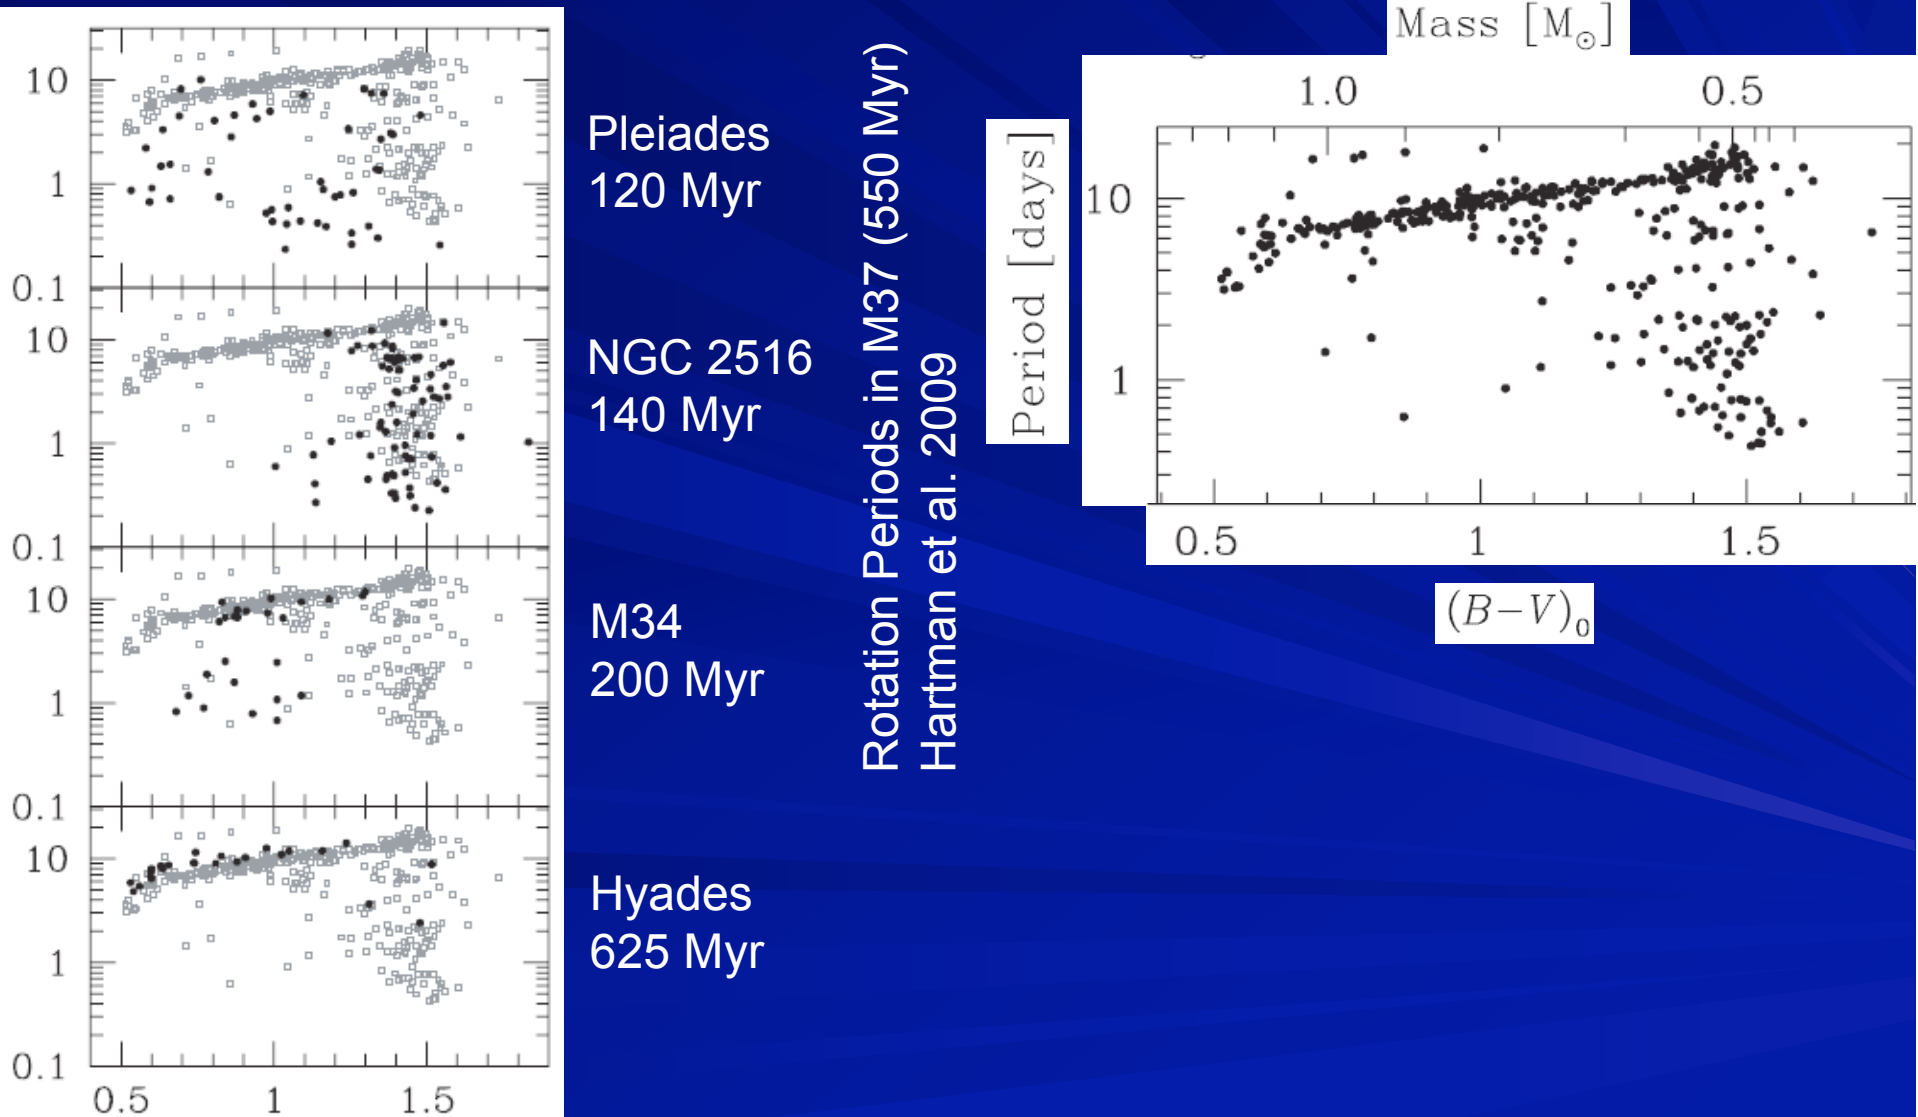 10
1
0.1
10
1
0.1
10
1
0.1
10
1
0.1
0.5 1 1.5
Pleiades
120 Myr
NGC 2516
140 Myr
M34
200 Myr
Hyades
625 Myr
Rotation Periods in M37 (550 Myr)
Hartman et al. 2009
Mass [M☉]
1.0 0.5
Period [days]
10
1
0.5 1 1.5
(B−V)₀